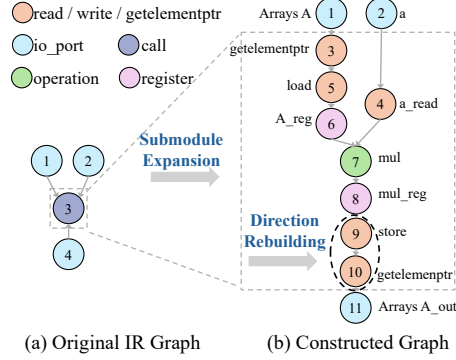 read / write / getelementptr
io_port
call
operation
register
1
2
3
4
Submodule
Expansion
Direction
Rebuilding
Arrays A
1
2
a
getelementptr
3
load
5
4
a_read
A_reg
6
7
mul
8
mul_reg
9
store
10
getelemenptr
11
Arrays A_out
(a) Original IR Graph
(b) Constructed Graph